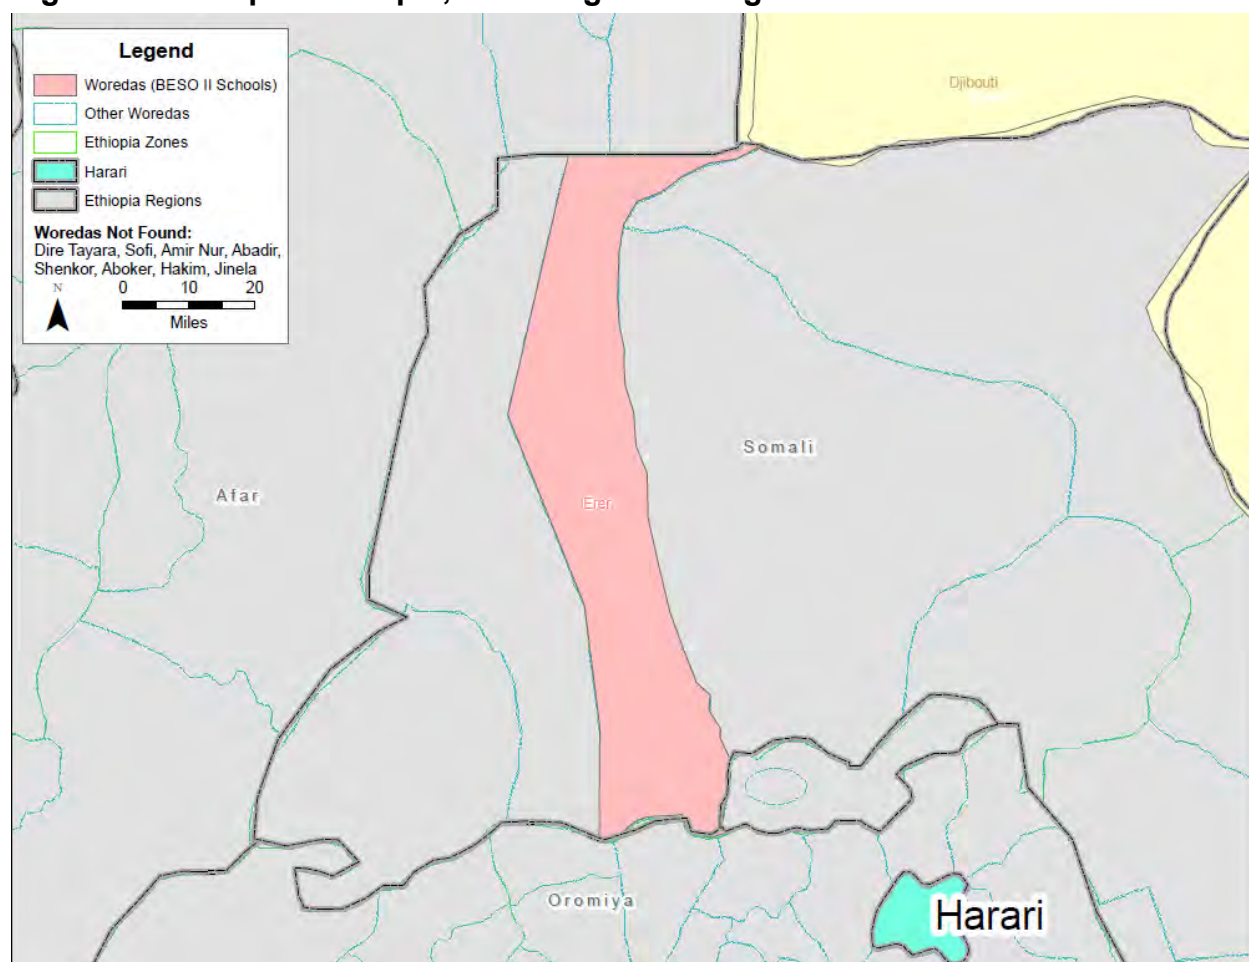 Legend
Woredas (BESO II Schools)
Other Woredas
Ethiopia Zones
Harari
Ethiopia Regions
Woredas Not Found:
Dire Tayara, Sofi, Amir Nur, Abadir,
Shenkor, Aboker, Hakim, Jinela
N
0 10 20
Miles
Djibouti
Somali
Afar
Erer
Oromiya
Harari